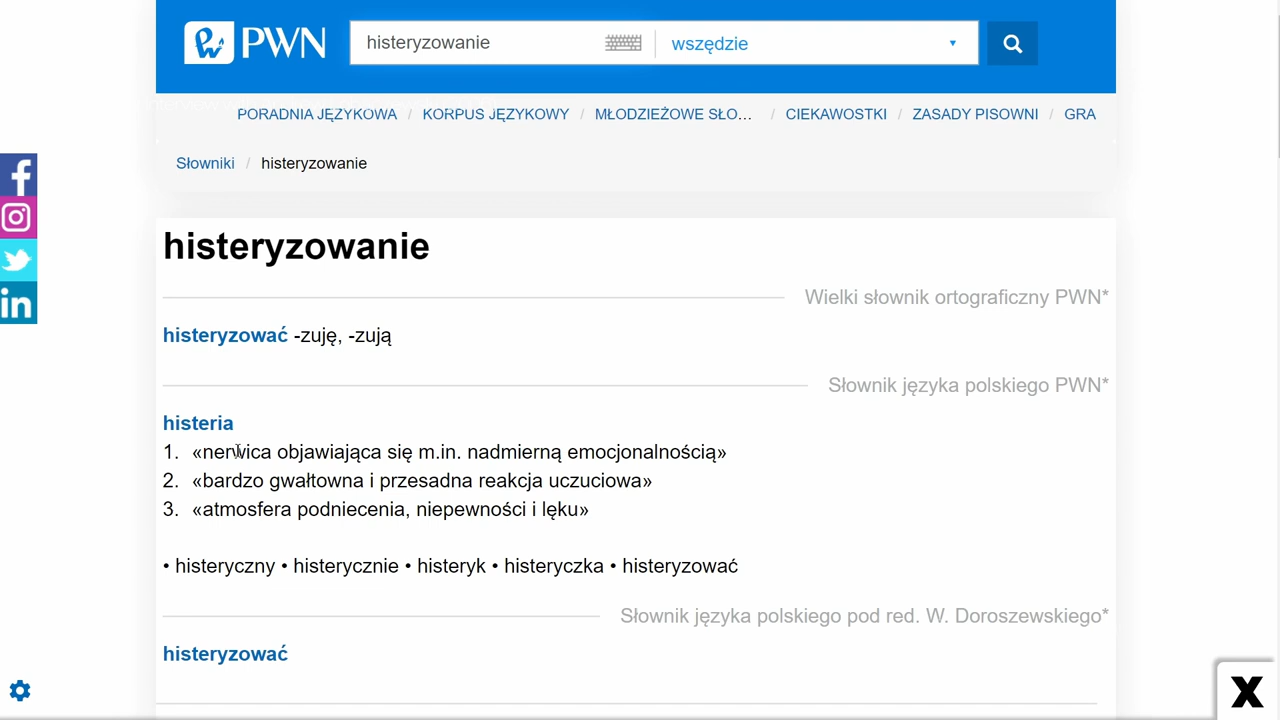 PWN
histeryzowanie
wszędzie
PORADNIA JĘZYKOWA / KORPUS JĘZYKOWY / MŁODZIEŻOWE SŁO... / CIEKAWOSTKI / ZASADY PISOWNI / GRA
Słowniki / histeryzowanie
histeryzowanie
Wielki słownik ortograficzny PWN*
histeryzować -zuję, -zują
Słownik języka polskiego PWN*
histeria
1. «nerwica objawiająca się m.in. nadmierną emocjonalnością»
2. «bardzo gwałtowna i przesadna reakcja uczuciowa»
3. «atmosfera podniecenia, niepewności i lęku»
• histeryczny • histerycznie • histeryk • histeryczka • histeryzować
Słownik języka polskiego pod red. W. Doroszewskiego*
histeryzować
X